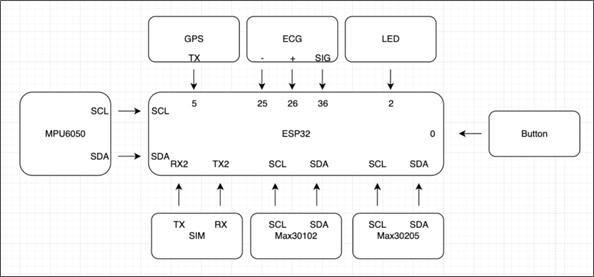 GPS ECG LED
TX - + SIG
5 25 26 36 2
SCL SCL
MPU6050 ESP32 0 Button
SDA SDA
RX2 TX2 SCL SDA SCL SDA
TX RX SCL SDA SCL SDA
SIM Max30102 Max30205